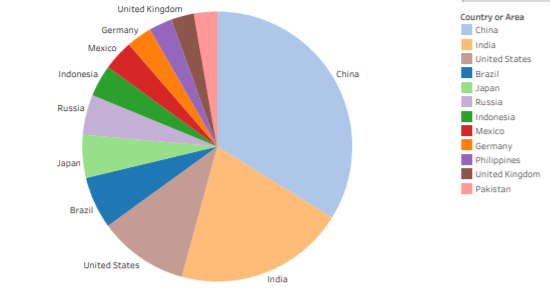 United Kingdom
Germany
Mexico
Indonesia
Russia
Japan
Brazil
United States
India
China
Country or Area
China
India
United States
Brazil
Japan
Russia
Indonesia
Mexico
Germany
Philippines
United Kingdom
Pakistan